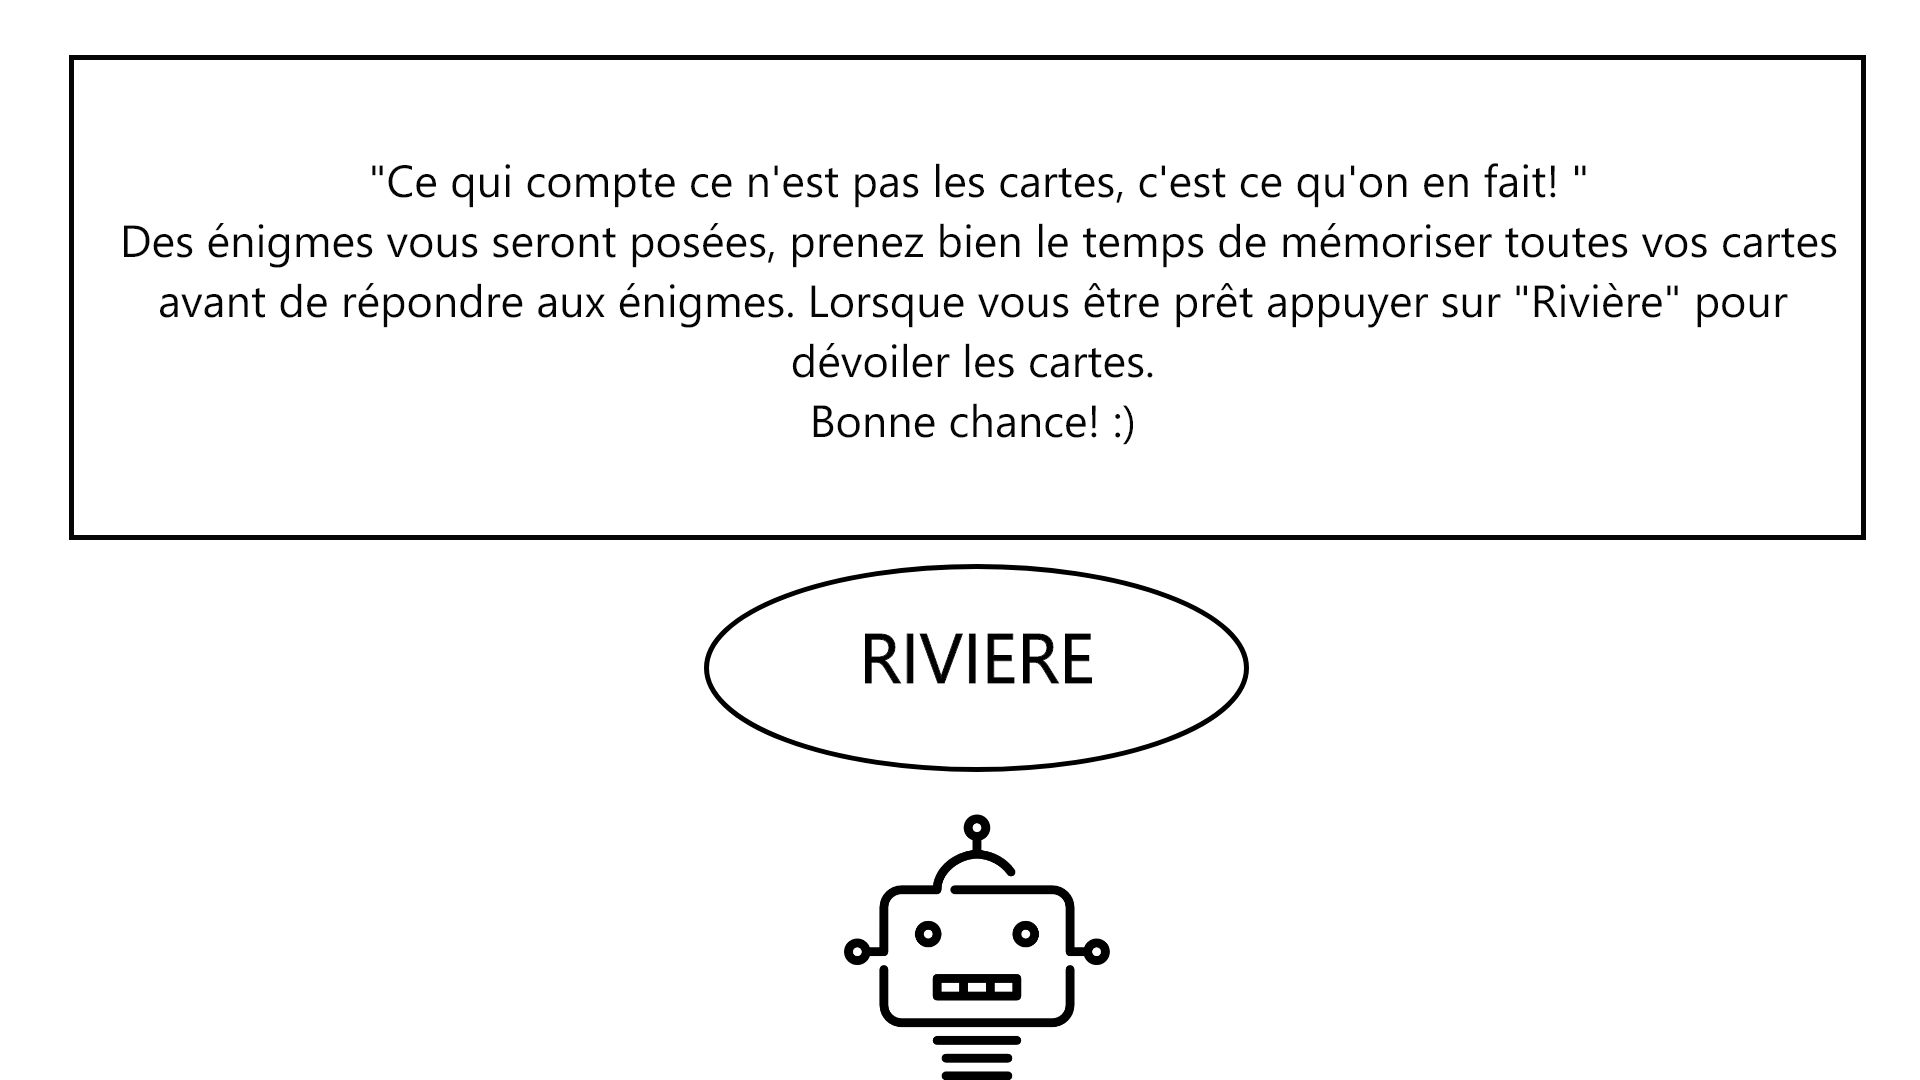 "Ce qui compte ce n'est pas les cartes, c'est ce qu'on en fait! "
Des énigmes vous seront posées, prenez bien le temps de mémoriser toutes vos cartes
avant de répondre aux énigmes. Lorsque vous être prêt appuyer sur "Rivière" pour
dévoiler les cartes.
Bonne chance! :)
RIVIERE